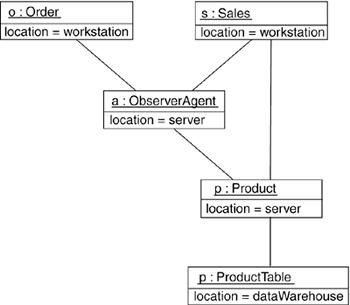 o : Order
location = workstation
s : Sales
location = workstation
a : ObserverAgent
location = server
p : Product
location = server
p : ProductTable
location = dataWarehouse